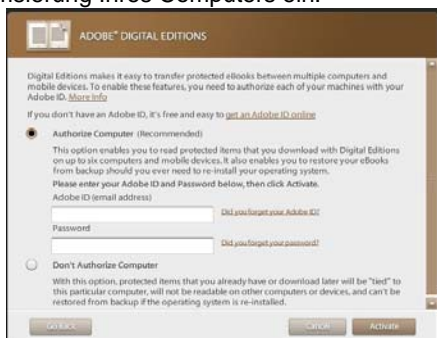 ADOBE® DIGITAL EDITIONS
Digital Editions makes it easy to transfer protected eBooks between multiple computers and
mobile devices. To enable these features, you need to authorize each of your machines with your
Adobe ID. More Info
If you don't have an Adobe ID, it's free and easy to get an Adobe ID online
Authorize Computer (Recommended)
This option enables you to read protected items that you download with Digital Editions
on up to six computers and mobile devices. It also enables you to restore your eBooks
from backup should you ever need to re-install your operating system.
Please enter your Adobe ID and Password below, then click Activate.
Adobe ID (email address)
Did you forget your Adobe ID?
Password
Did you forget your password?
Don't Authorize Computer
With this option, protected items that you already have or download later will be "tied" to
this particular computer, will not be readable on other computers or devices, and can't be
restored from backup if the operating system is re-installed.
Go Back Cancel Activate